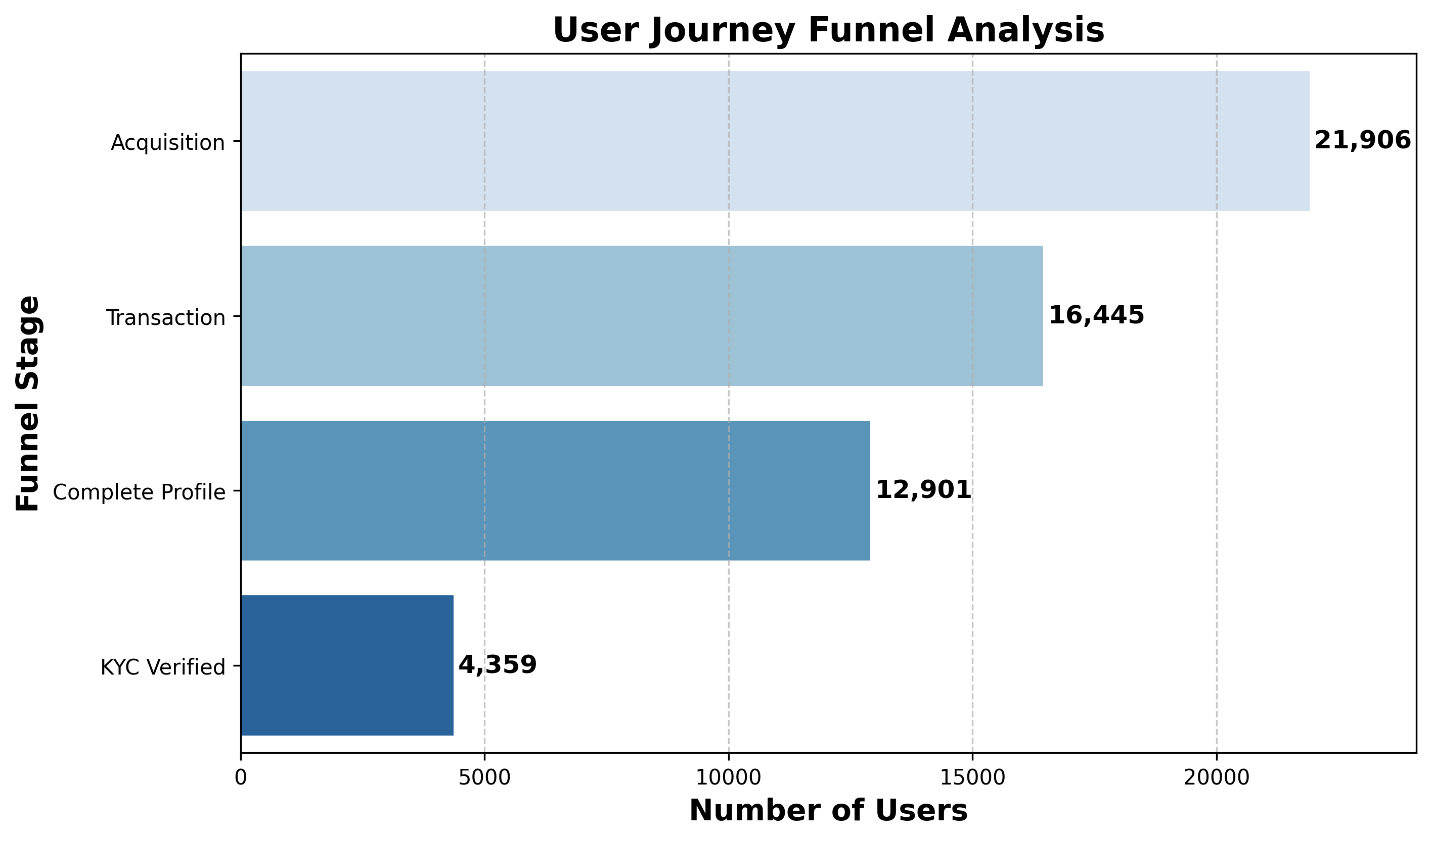 User Journey Funnel Analysis
Funnel Stage
Acquisition
21,906
Transaction
16,445
Complete Profile
12,901
KYC Verified
4,359
0 5000 10000 15000 20000
Number of Users